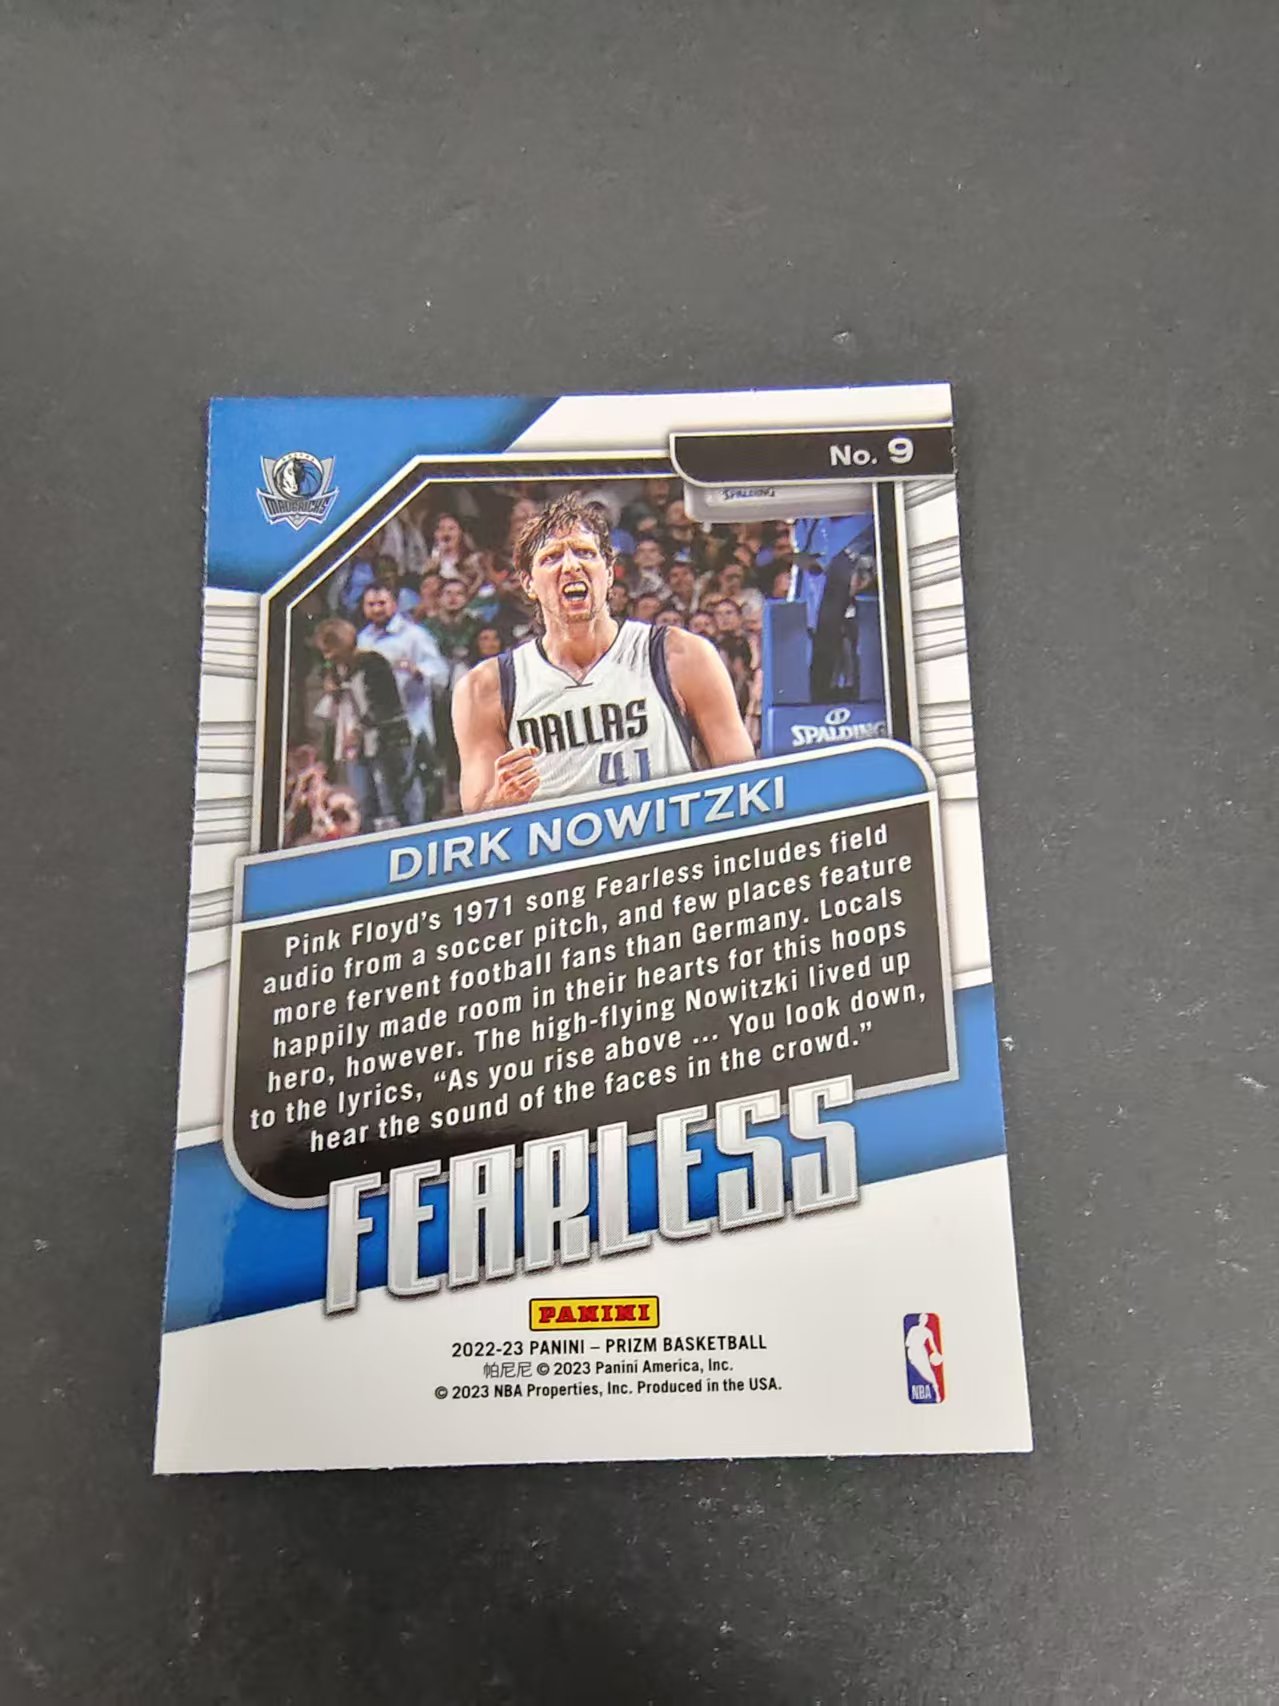 No. 9
MAVERICKS
SPALDING
DALLAS
41
SPALDING
DIRK NOWITZKI
Pink Floyd's 1971 song Fearless includes field
audio from a soccer pitch, and few places feature
more fervent football fans than Germany. Locals
happily made room in their hearts for this hoops
hero, however. The high-flying Nowitzki lived up
to the lyrics, “As you rise above ... You look down,
hear the sound of the faces in the crowd.”
FEARLESS
PANINI
2022-23 PANINI – PRIZM BASKETBALL
帕尼尼 © 2023 Panini America, Inc.
© 2023 NBA Properties, Inc. Produced in the USA.
NBA